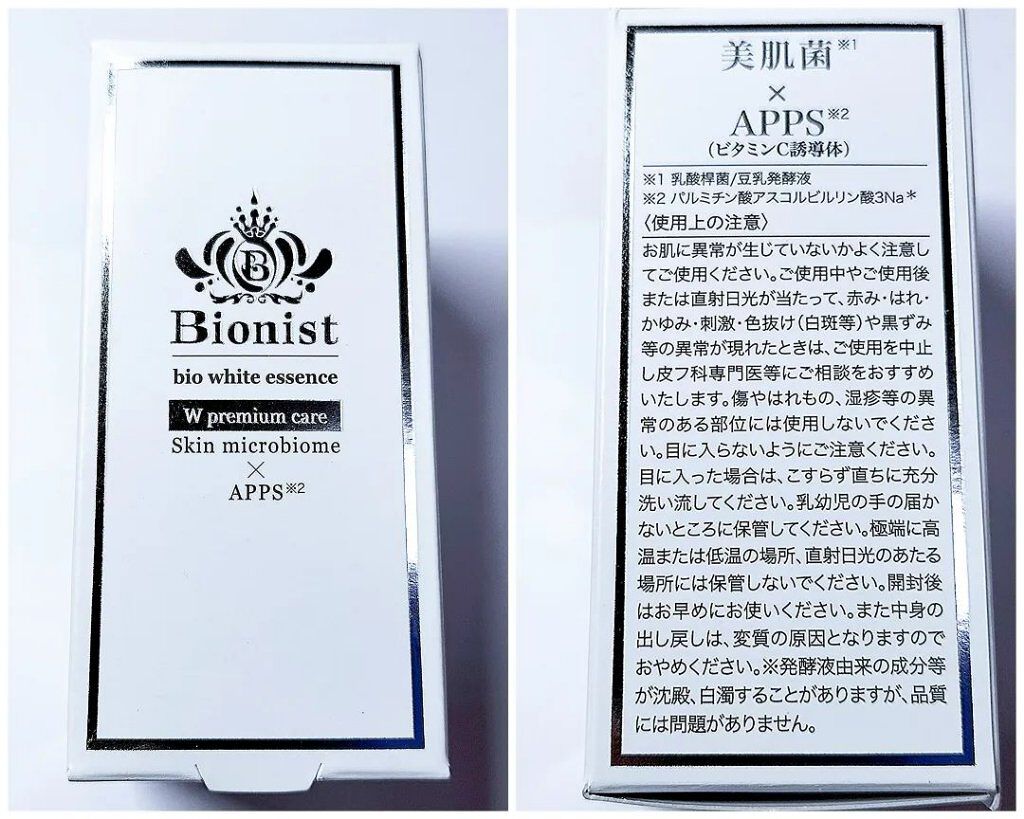 B
Bionist
bio white essence
W premium care
Skin microbiome
×
APPS※2
美肌菌※1
×
APPS※2
（ビタミンC誘導体）
※1 乳酸桿菌/豆乳発酵液
※2 パルミチン酸アスコルビルリン酸3Na＊
〈使用上の注意〉
お肌に異常が生じていないかよく注意し
てご使用ください。ご使用中やご使用後
または直射日光が当たって、赤み・はれ・
かゆみ・刺激・色抜け（白斑等）や黒ずみ
等の異常が現れたときは、ご使用を中止
し皮フ科専門医等にご相談をおすすめ
いたします。傷やはれもの、湿疹等の異
常のある部位には使用しないでくださ
い。目に入らないようにご注意ください。
目に入った場合は、こすらず直ちに充分
洗い流してください。乳幼児の手の届か
ないところに保管してください。極端に高
温または低温の場所、直射日光のあたる
場所には保管しないでください。開封後
はお早めにお使いください。また中身の
出し戻しは、変質の原因となりますので
おやめください。※発酵液由来の成分等
が沈殿、白濁することがありますが、品質
には問題がありません。